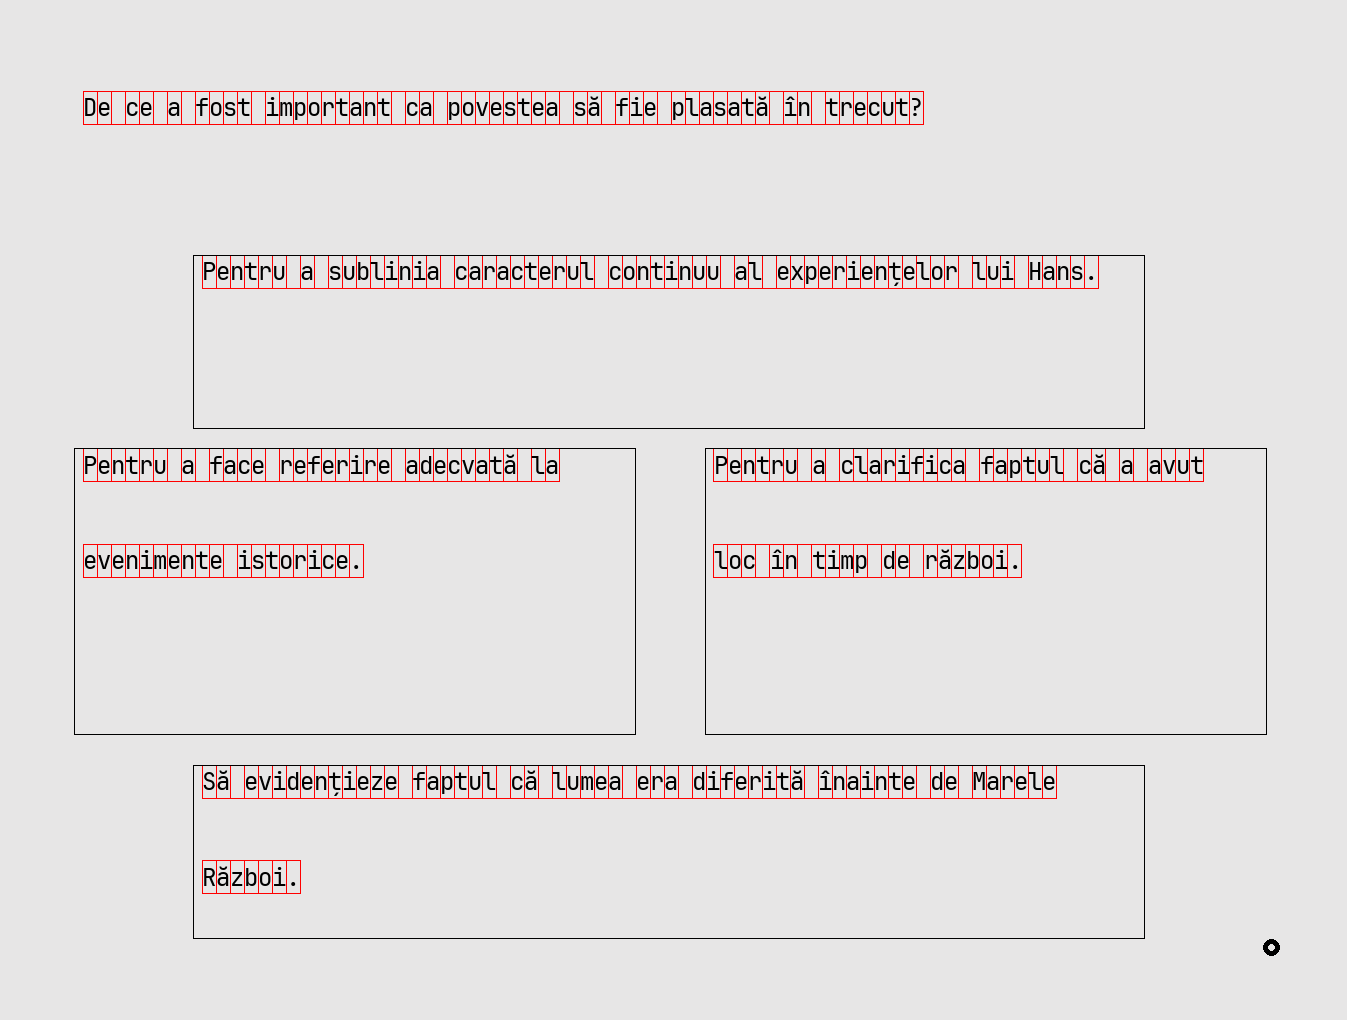 De ce a fost important ca povestea să fie plasată în trecut?
Pentru a sublinia caracterul continuu al experiențelor lui Hans.
Pentru a face referire adecvată la
evenimente istorice.
Pentru a clarifica faptul că a avut
loc în timp de război.
Să evidențieze faptul că lumea era diferită înainte de Marele
Război.